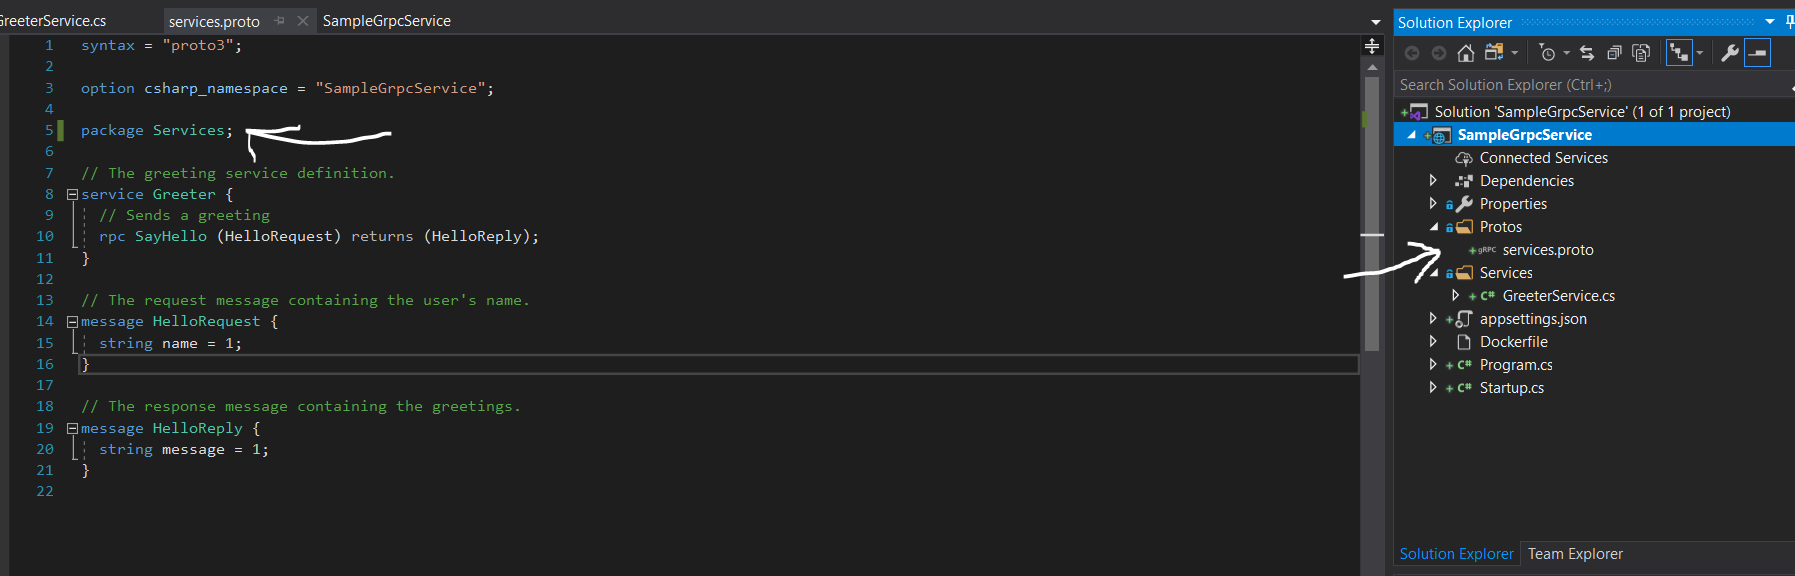 GreeterService.cs services.proto SampleGrpcService
1 syntax = "proto3";
2
3 option csharp_namespace = "SampleGrpcService";
4
5 package Services;
6
7 // The greeting service definition.
8 service Greeter {
9 // Sends a greeting
10 rpc SayHello (HelloRequest) returns (HelloReply);
11 }
12
13 // The request message containing the user's name.
14 message HelloRequest {
15 string name = 1;
16 }
17
18 // The response message containing the greetings.
19 message HelloReply {
20 string message = 1;
21 }
22
Solution Explorer
Search Solution Explorer (Ctrl+;)
Solution 'SampleGrpcService' (1 of 1 project)
SampleGrpcService
Connected Services
Dependencies
Properties
Protos
gRPC services.proto
Services
C# GreeterService.cs
appsettings.json
Dockerfile
C# Program.cs
C# Startup.cs
Solution Explorer Team Explorer